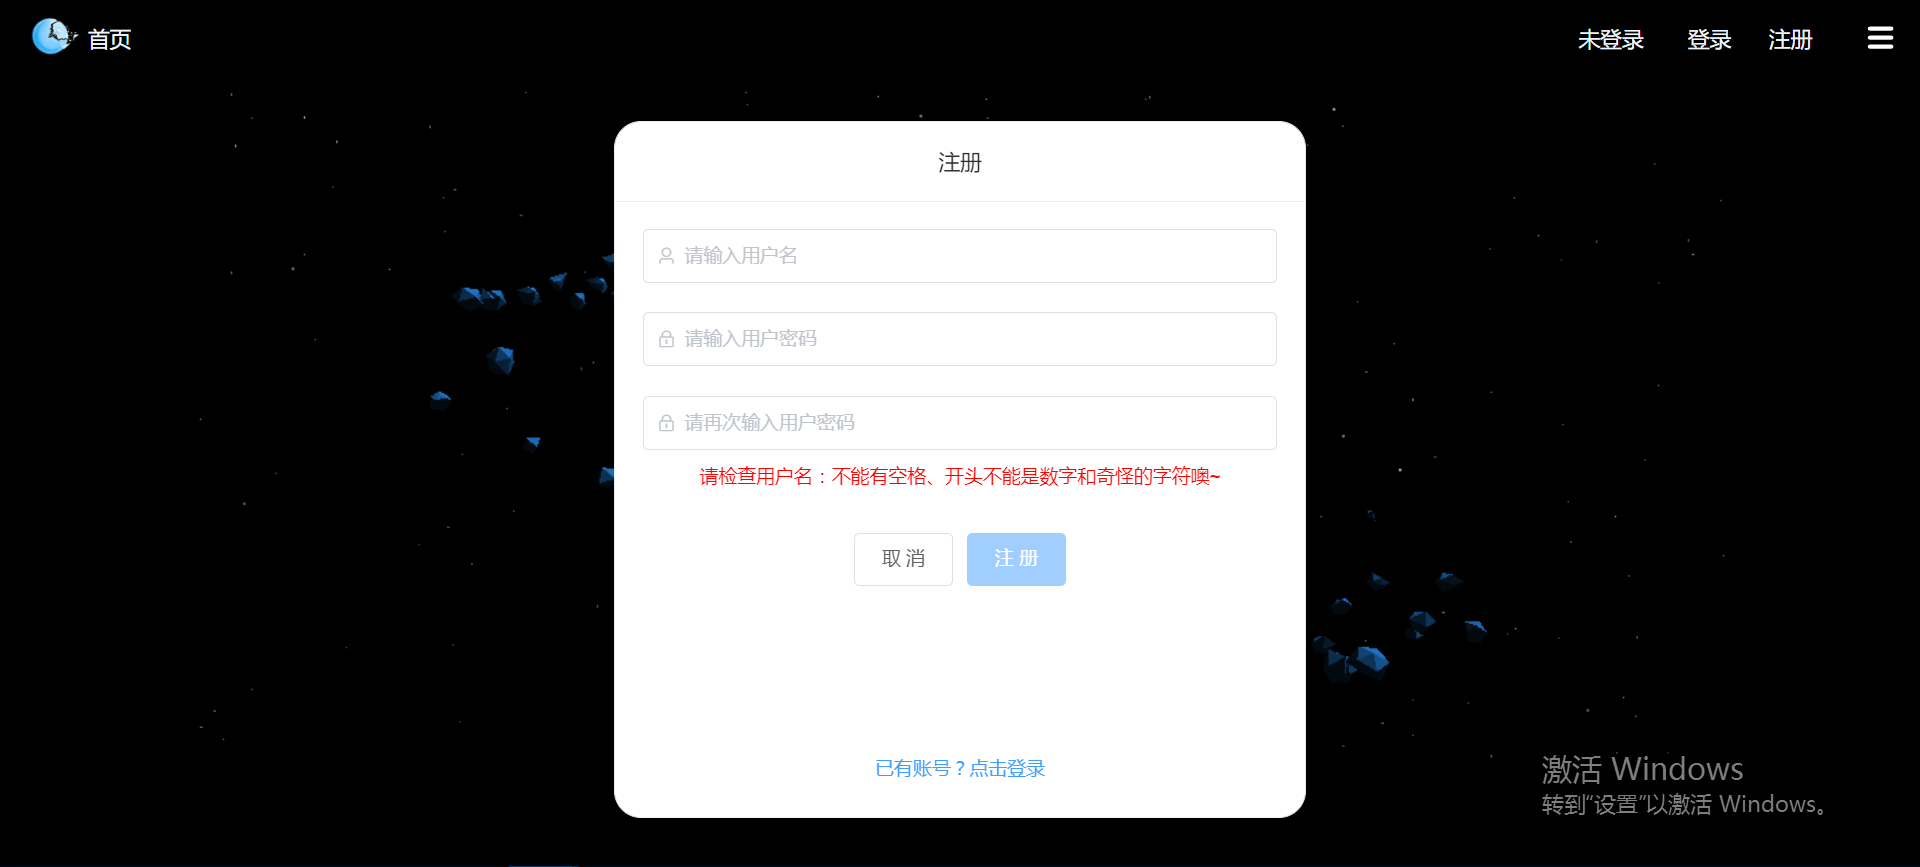 首页
未登录
登录
注册
注册
请输入用户名
请输入用户密码
请再次输入用户密码
请检查用户名：不能有空格、开头不能是数字和奇怪的字符噢~
取 消
注 册
已有账号？点击登录
激活 Windows
转到“设置”以激活 Windows。